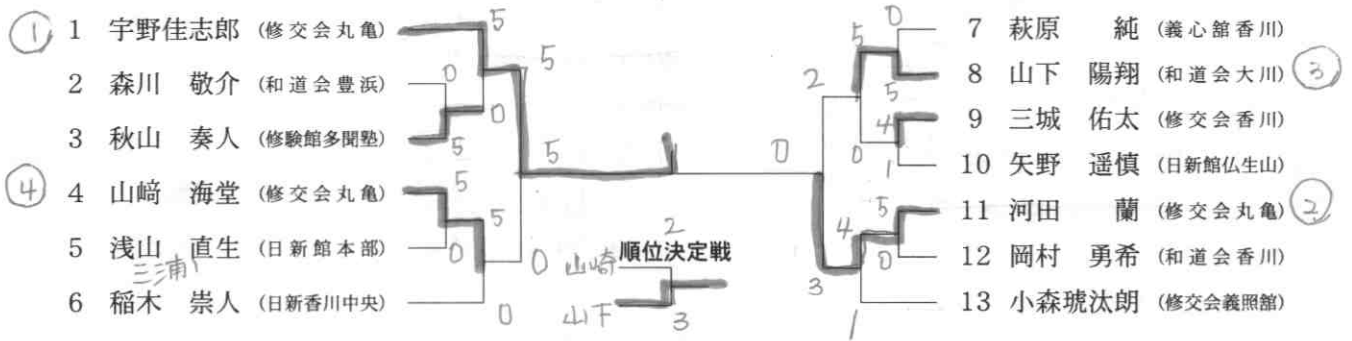 ① 1 宇野佳志郎 (修交会丸亀) 5
2 森川 敬介 (和道会豊浜) 0
3 秋山 奏人 (修験館多聞塾) 5
0
5
④ 4 山﨑 海堂 (修交会丸亀) 5
5 浅山 直生 (日新館本部) 0
5
三浦
6 稲木 崇人 (日新香川中央) 0
0
5
0
順位決定戦
山崎 2
山下 3
0 7 萩原 純 (義心舘香川)
5 8 山下 陽翔 (和道会大川) ③
5
4 9 三城 佑太 (修交会香川)
1 10 矢野 遥慎 (日新館仏生山)
0
2
5 11 河田 蘭 (修交会丸亀) ②
0 12 岡村 勇希 (和道会香川)
4
1 13 小森琥汰朗 (修交会義照館)
3